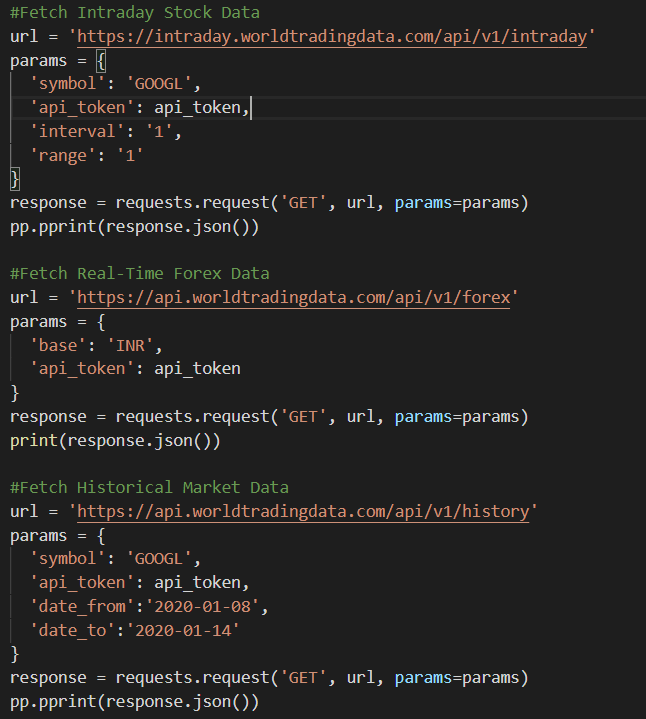 #Fetch Intraday Stock Data
url = 'https://intraday.worldtradingdata.com/api/v1/intraday'
params = {
  'symbol': 'GOOGL',
  'api_token': api_token,
  'interval': '1',
  'range': '1'
}
response = requests.request('GET', url, params=params)
pp.pprint(response.json())

#Fetch Real-Time Forex Data
url = 'https://api.worldtradingdata.com/api/v1/forex'
params = {
  'base': 'INR',
  'api_token': api_token
}
response = requests.request('GET', url, params=params)
print(response.json())

#Fetch Historical Market Data
url = 'https://api.worldtradingdata.com/api/v1/history'
params = {
  'symbol': 'GOOGL',
  'api_token': api_token,
  'date_from':'2020-01-08',
  'date_to':'2020-01-14'
}
response = requests.request('GET', url, params=params)
pp.pprint(response.json())